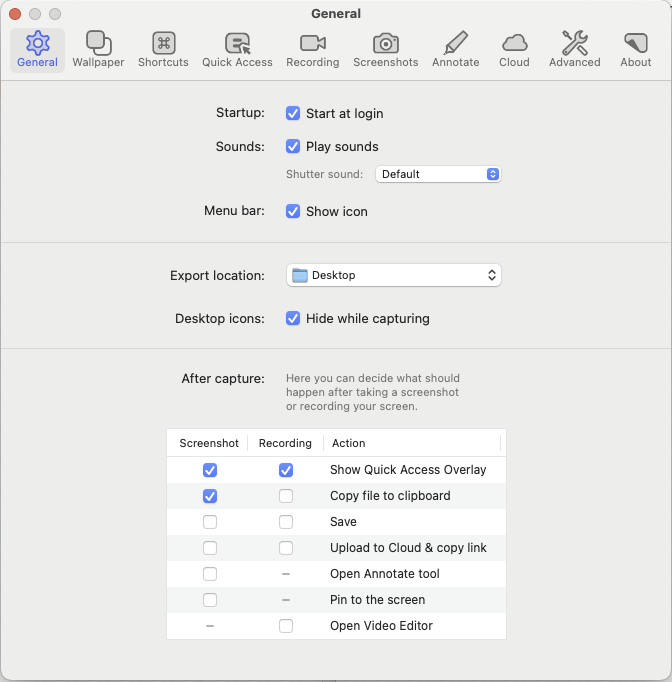 General
General Wallpaper Shortcuts Quick Access Recording Screenshots Annotate Cloud Advanced About
Startup: Start at login
Sounds: Play sounds
Shutter sound: Default
Menu bar: Show icon
Export location: Desktop
Desktop icons: Hide while capturing
After capture: Here you can decide what should
happen after taking a screenshot
or recording your screen.
Screenshot Recording Action
Show Quick Access Overlay
Copy file to clipboard
Save
Upload to Cloud & copy link
– Open Annotate tool
– Pin to the screen
– Open Video Editor